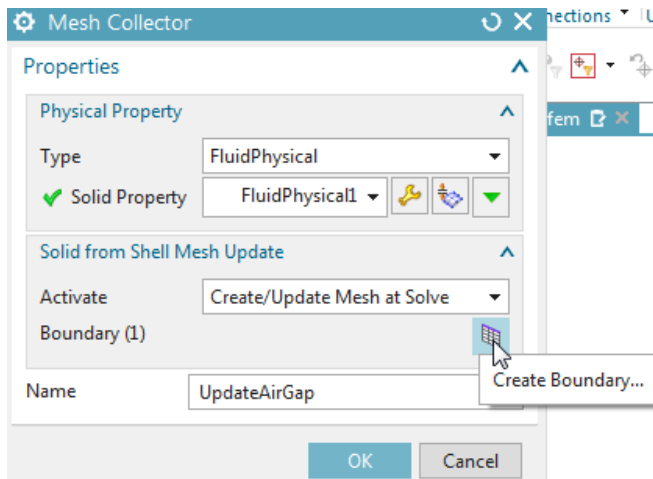 Mesh Collector
nections
Properties
Physical Property
fem
Type FluidPhysical
Solid Property FluidPhysical1
Solid from Shell Mesh Update
Activate Create/Update Mesh at Solve
Boundary (1)
Create Boundary...
Name UpdateAirGap
OK Cancel